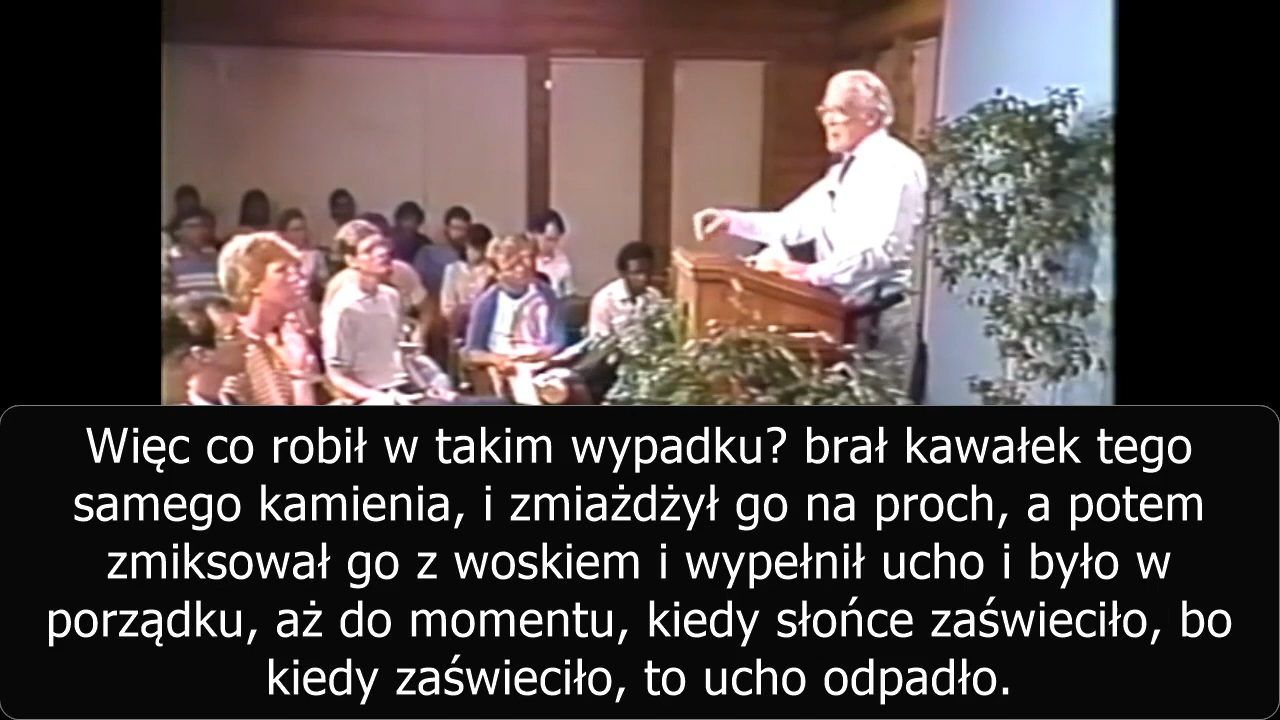 Więc co robił w takim wypadku? brał kawałek tego
samego kamienia, i zmiażdżył go na proch, a potem
zmiksował go z woskiem i wypełnił ucho i było w
porządku, aż do momentu, kiedy słońce zaświeciło, bo
kiedy zaświeciło, to ucho odpadło.